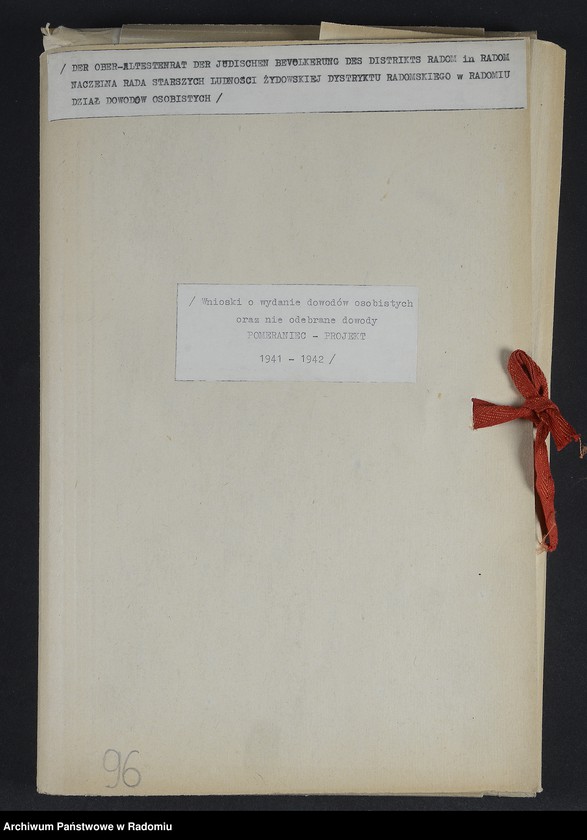 / DER OBER-ALTESTENRAT DER JUDISCHEN BEVOLKERUNG DES DISTRIKTS RADOM in RADOM
NACZELNA RADA STARSZYCH LUDNOŚCI ŻYDOWSKIEJ DYSTRYKTU RADOMSKIEGO w RADOMIU
DZIAŁ DOWODÓW OSOBISTYCH /
/ Wnioski o wydanie dowodów osobistych
oraz nie odebrane dowody
POMERANIEC - PROJEKT
1941 - 1942 /
96
Archiwum Państwowe w Radomiu